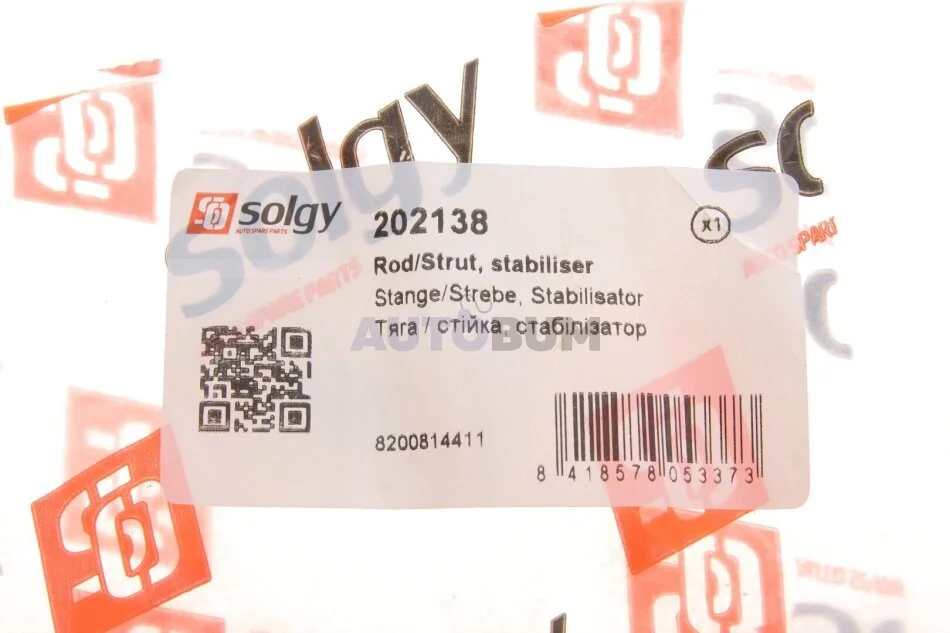 solgy
solgy
AUTO SPARE PARTS
202138
x1
Rod/Strut, stabiliser
Stange/Strebe, Stabilisator
Тяга / стійка, стабілізатор
AUTOBUM
8200814411
8 418578 053373